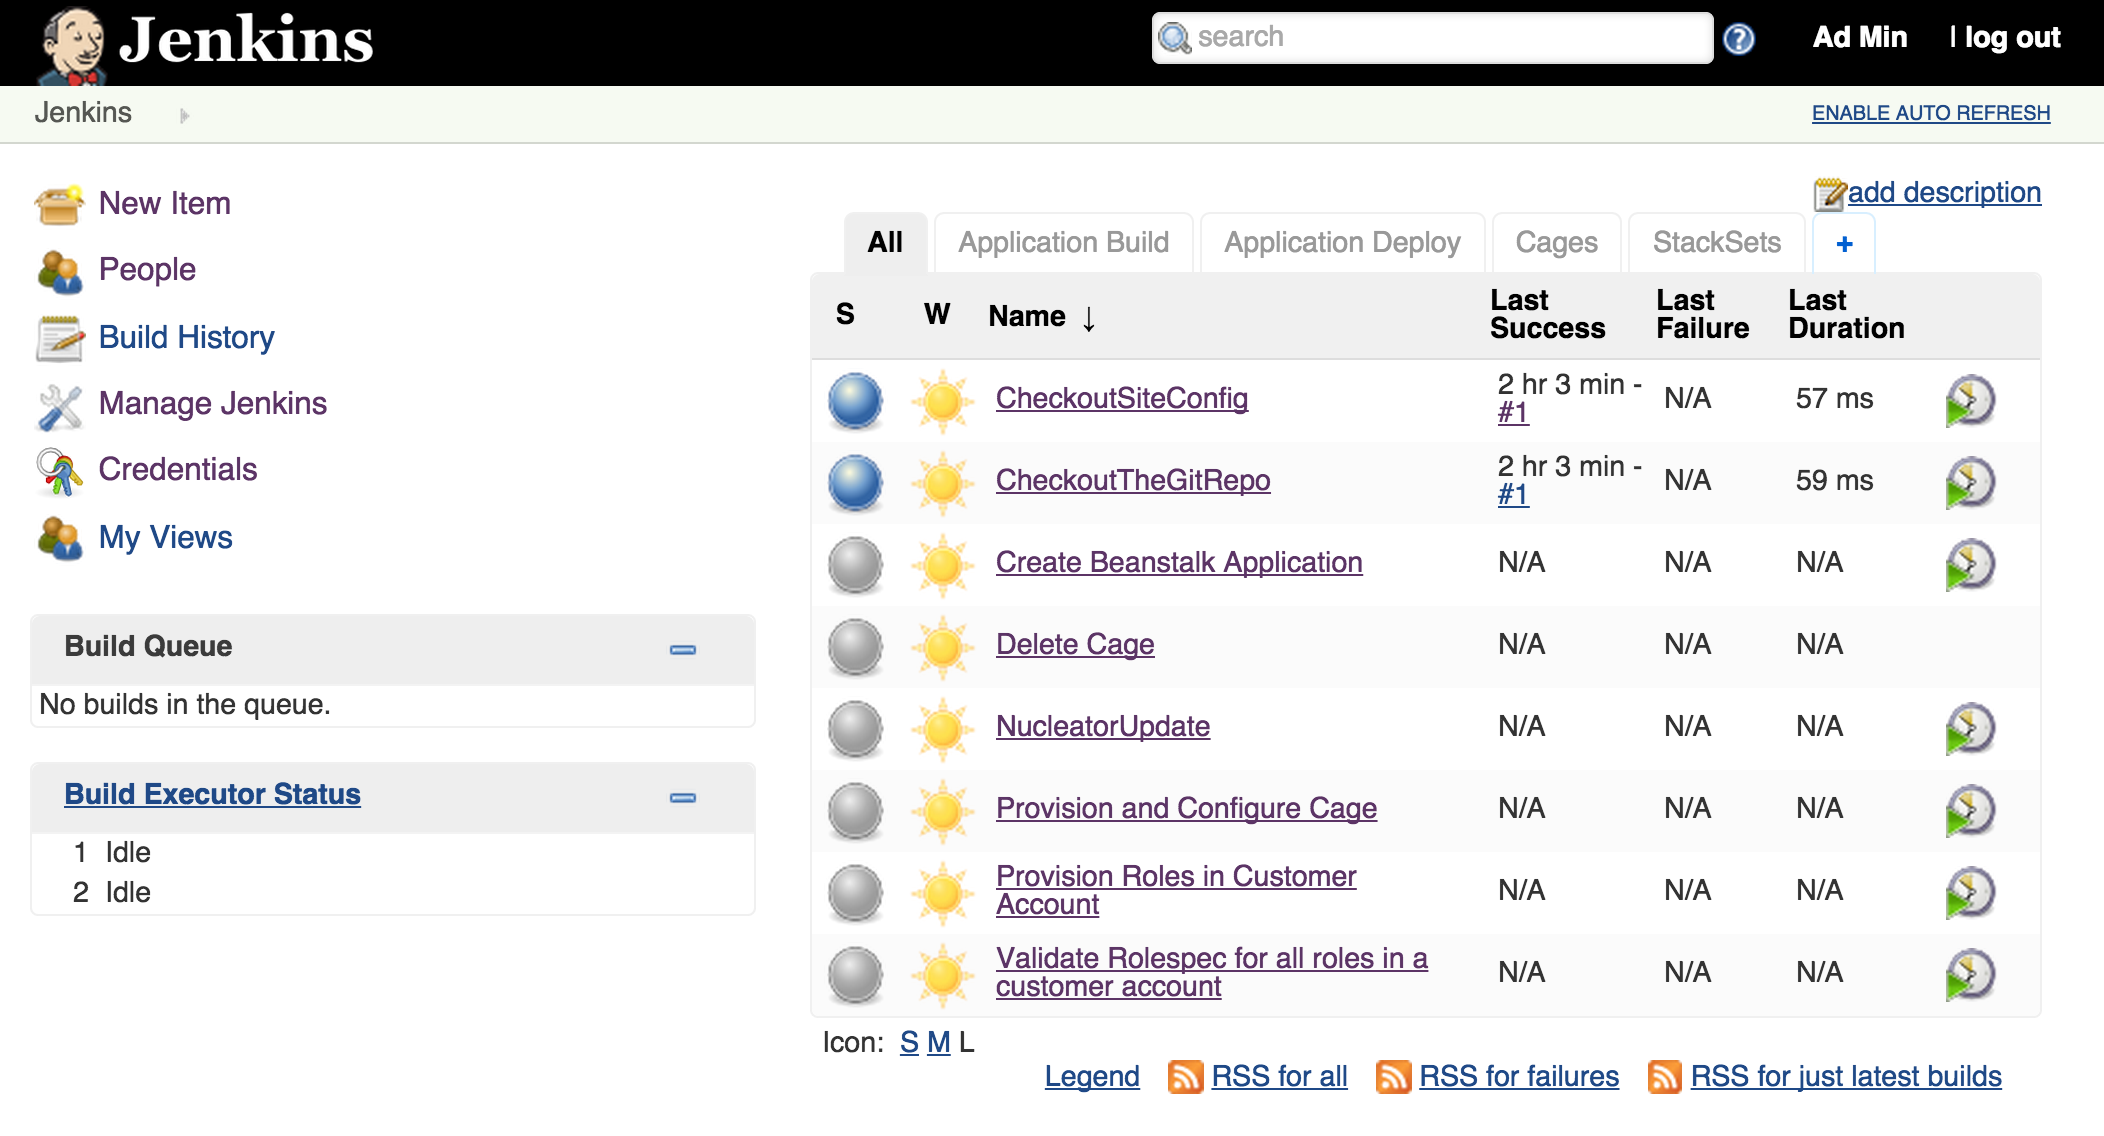 Jenkins
search
Ad Min | log out
Jenkins
ENABLE AUTO REFRESH
New Item
People
Build History
Manage Jenkins
Credentials
My Views
Build Queue
No builds in the queue.
Build Executor Status
1 Idle
2 Idle
add description
All Application Build Application Deploy Cages StackSets +
S W Name ↓ Last Success Last Failure Last Duration
CheckoutSiteConfig 2 hr 3 min - #1 N/A 57 ms
CheckoutTheGitRepo 2 hr 3 min - #1 N/A 59 ms
Create Beanstalk Application N/A N/A N/A
Delete Cage N/A N/A N/A
NucleatorUpdate N/A N/A N/A
Provision and Configure Cage N/A N/A N/A
Provision Roles in Customer Account N/A N/A N/A
Validate Rolespec for all roles in a customer account N/A N/A N/A
Icon: S M L
Legend RSS for all RSS for failures RSS for just latest builds